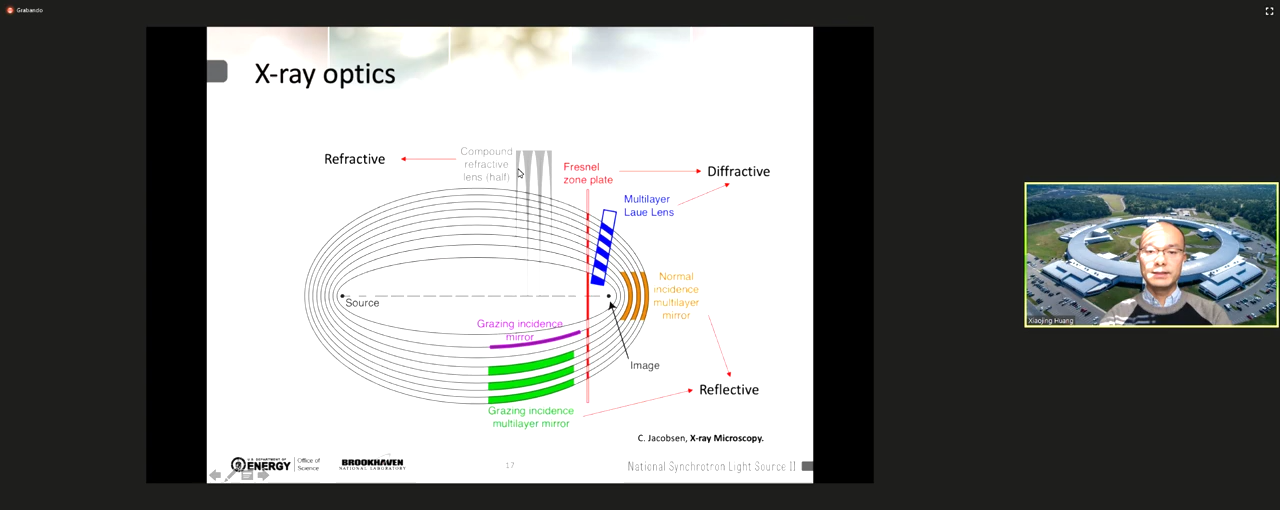 Grabando
X-ray optics
Refractive
Compound
refractive
lens (half)
Fresnel
zone plate
Diffractive
Multilayer
Laue Lens
Normal
incidence
multilayer
mirror
Source
Grazing incidence
mirror
Image
Reflective
Grazing incidence
multilayer mirror
C. Jacobsen, X-ray Microscopy.
U.S. DEPARTMENT OF
ENERGY
Office of
Science
BROOKHAVEN
NATIONAL LABORATORY
17
National Synchrotron Light Source II
Xiaojing Huang